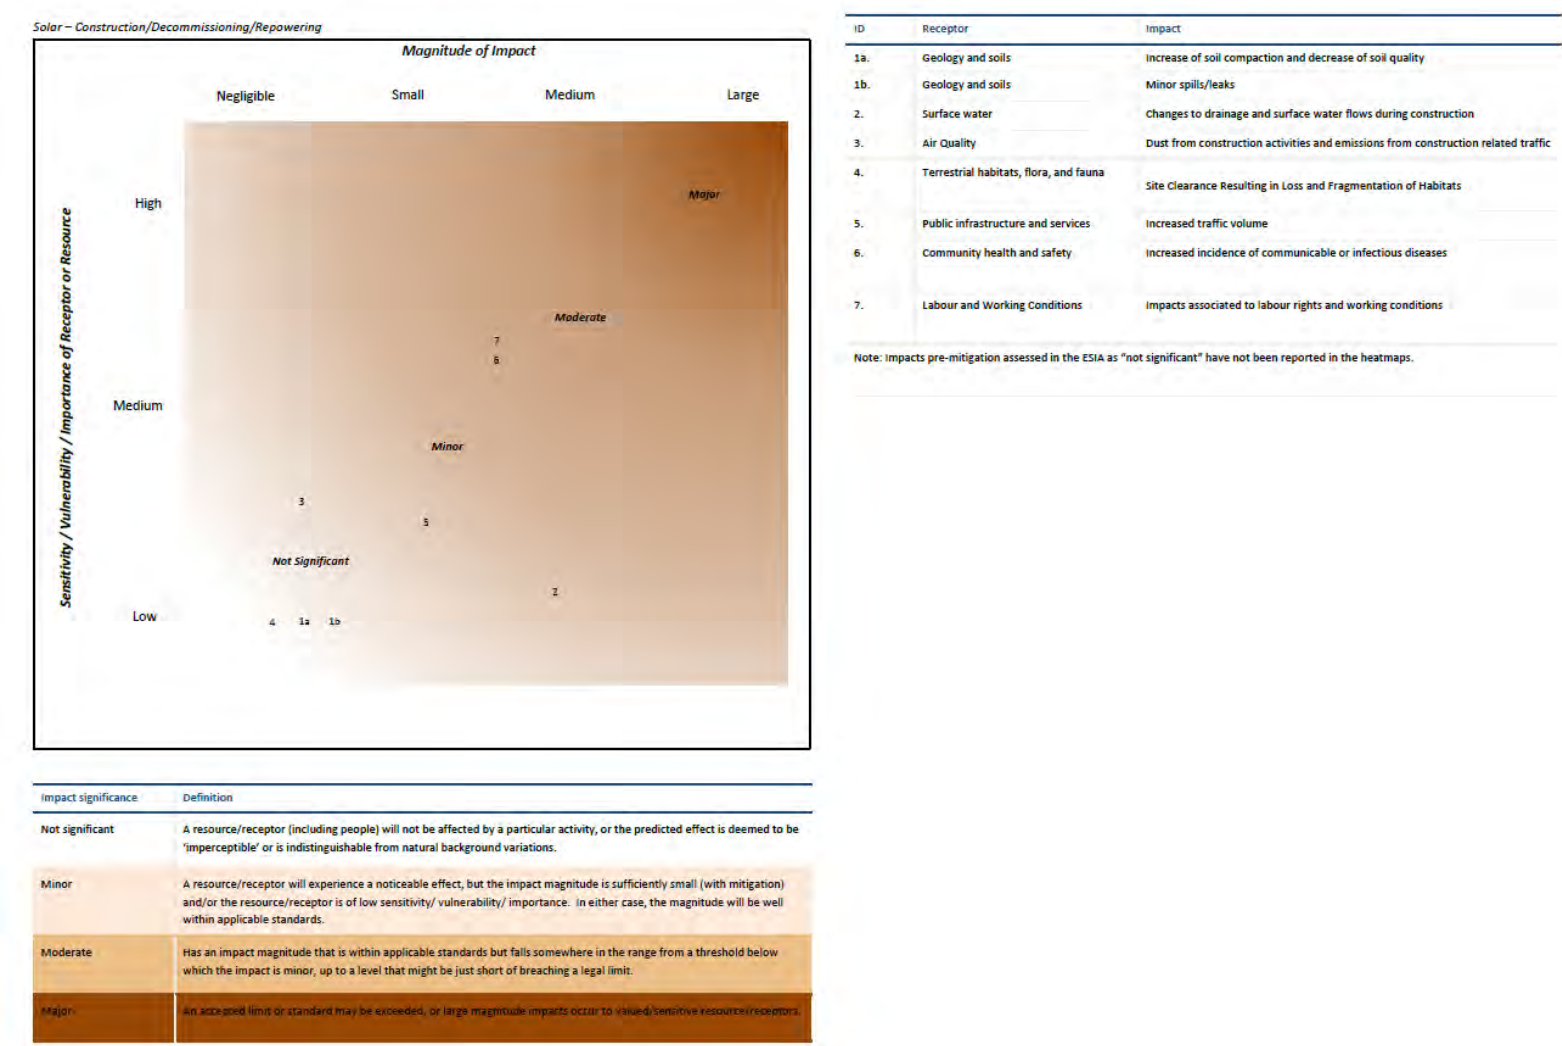 Solar – Construction/Decommissioning/Repowering
Magnitude of Impact
Negligible Small Medium Large
Sensitivity / Vulnerability / Importance of Receptor or Resource
High
Major
Moderate
7
6
Medium
Minor
3
5
Not Significant
2
Low
4 1a 1b
Impact significance Definition
Not significant A resource/receptor (including people) will not be affected by a particular activity, or the predicted effect is deemed to be
'imperceptible' or is indistinguishable from natural background variations.
Minor A resource/receptor will experience a noticeable effect, but the impact magnitude is sufficiently small (with mitigation)
and/or the resource/receptor is of low sensitivity/ vulnerability/ importance. In either case, the magnitude will be well
within applicable standards.
Moderate Has an impact magnitude that is within applicable standards but falls somewhere in the range from a threshold below
which the impact is minor, up to a level that might be just short of breaching a legal limit.
Major An accepted limit or standard may be exceeded, or large magnitude impacts occur to valued/sensitive resource/receptors.
ID Receptor Impact
1a. Geology and soils Increase of soil compaction and decrease of soil quality
1b. Geology and soils Minor spills/leaks
2. Surface water Changes to drainage and surface water flows during construction
3. Air Quality Dust from construction activities and emissions from construction related traffic
4. Terrestrial habitats, flora, and fauna
Site Clearance Resulting in Loss and Fragmentation of Habitats
5. Public infrastructure and services Increased traffic volume
6. Community health and safety Increased incidence of communicable or infectious diseases
7. Labour and Working Conditions Impacts associated to labour rights and working conditions
Note: Impacts pre-mitigation assessed in the ESIA as "not significant" have not been reported in the heatmaps.